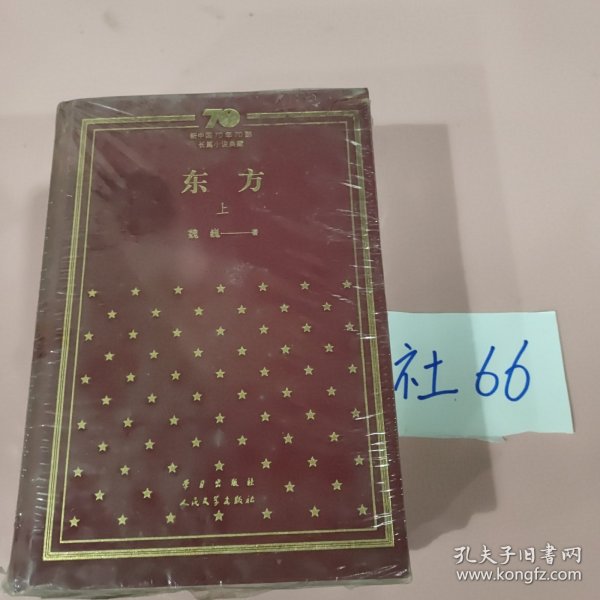 70
新中国70年70部
长篇小说典藏
东方
上
魏巍——著
学习出版社
人民文学出版社
社66
孔夫子旧书网
www.kongfz.com